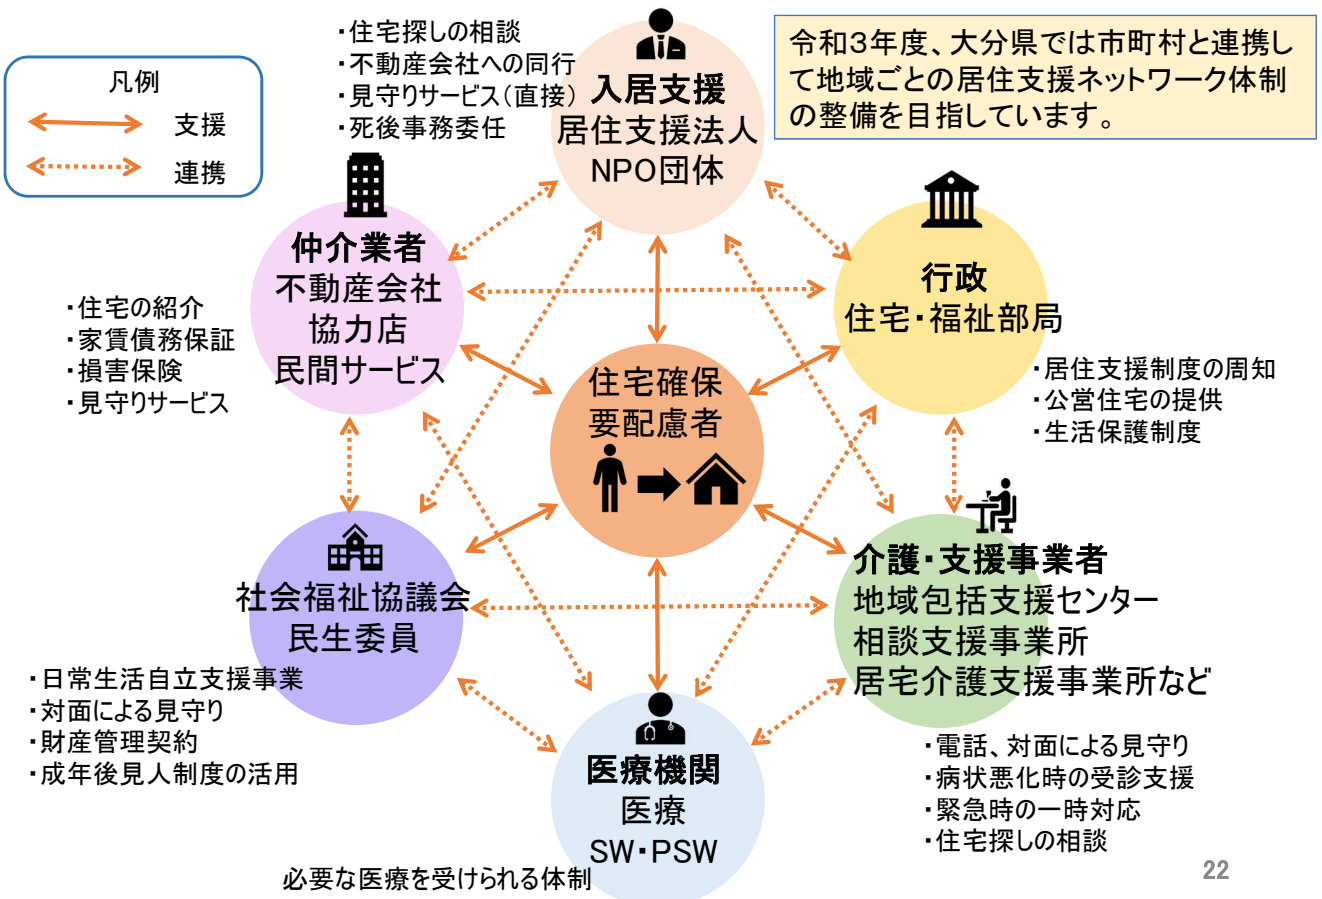 凡例
支援
連携
・住宅探しの相談
・不動産会社への同行
・見守りサービス(直接)
・死後事務委任
入居支援
居住支援法人
NPO団体
令和3年度、大分県では市町村と連携し
て地域ごとの居住支援ネットワーク体制
の整備を目指しています。
仲介業者
不動産会社
協力店
民間サービス
・住宅の紹介
・家賃債務保証
・損害保険
・見守りサービス
行政
住宅・福祉部局
・居住支援制度の周知
・公営住宅の提供
・生活保護制度
住宅確保
要配慮者
社会福祉協議会
民生委員
・日常生活自立支援事業
・対面による見守り
・財産管理契約
・成年後見人制度の活用
介護・支援事業者
地域包括支援センター
相談支援事業所
居宅介護支援事業所など
・電話、対面による見守り
・病状悪化時の受診支援
・緊急時の一時対応
・住宅探しの相談
医療機関
医療
SW・PSW
必要な医療を受けられる体制
22